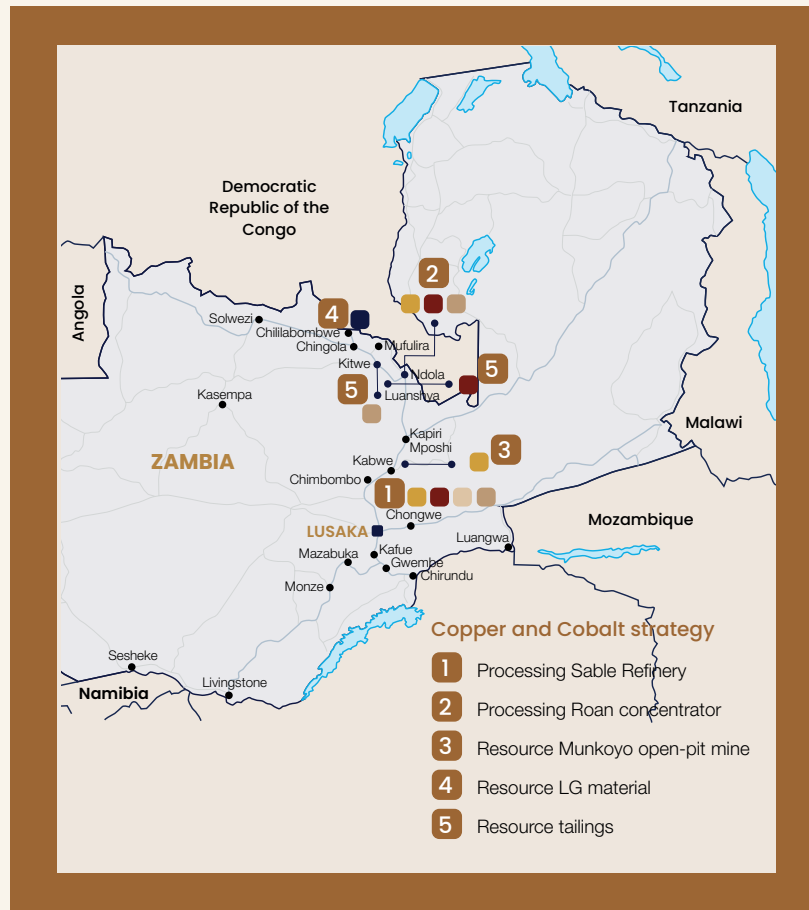 Tanzania
Democratic
Republic of the
Congo
Angola
2
4
Solwezi
Chililabombwe
Chingola
Mufulira
Kitwe
Ndola
5
5
Luanshya
Kasempa
Malawi
Kapiri
Mposhi
3
ZAMBIA
Kabwe
Chimbombo
1
Chongwe
Mozambique
LUSAKA
Luangwa
Mazabuka
Kafue
Gwembe
Chirundu
Monze
Copper and Cobalt strategy
Sesheke
1 Processing Sable Refinery
Livingstone
Namibia
2 Processing Roan concentrator
3 Resource Munkoyo open-pit mine
4 Resource LG material
5 Resource tailings